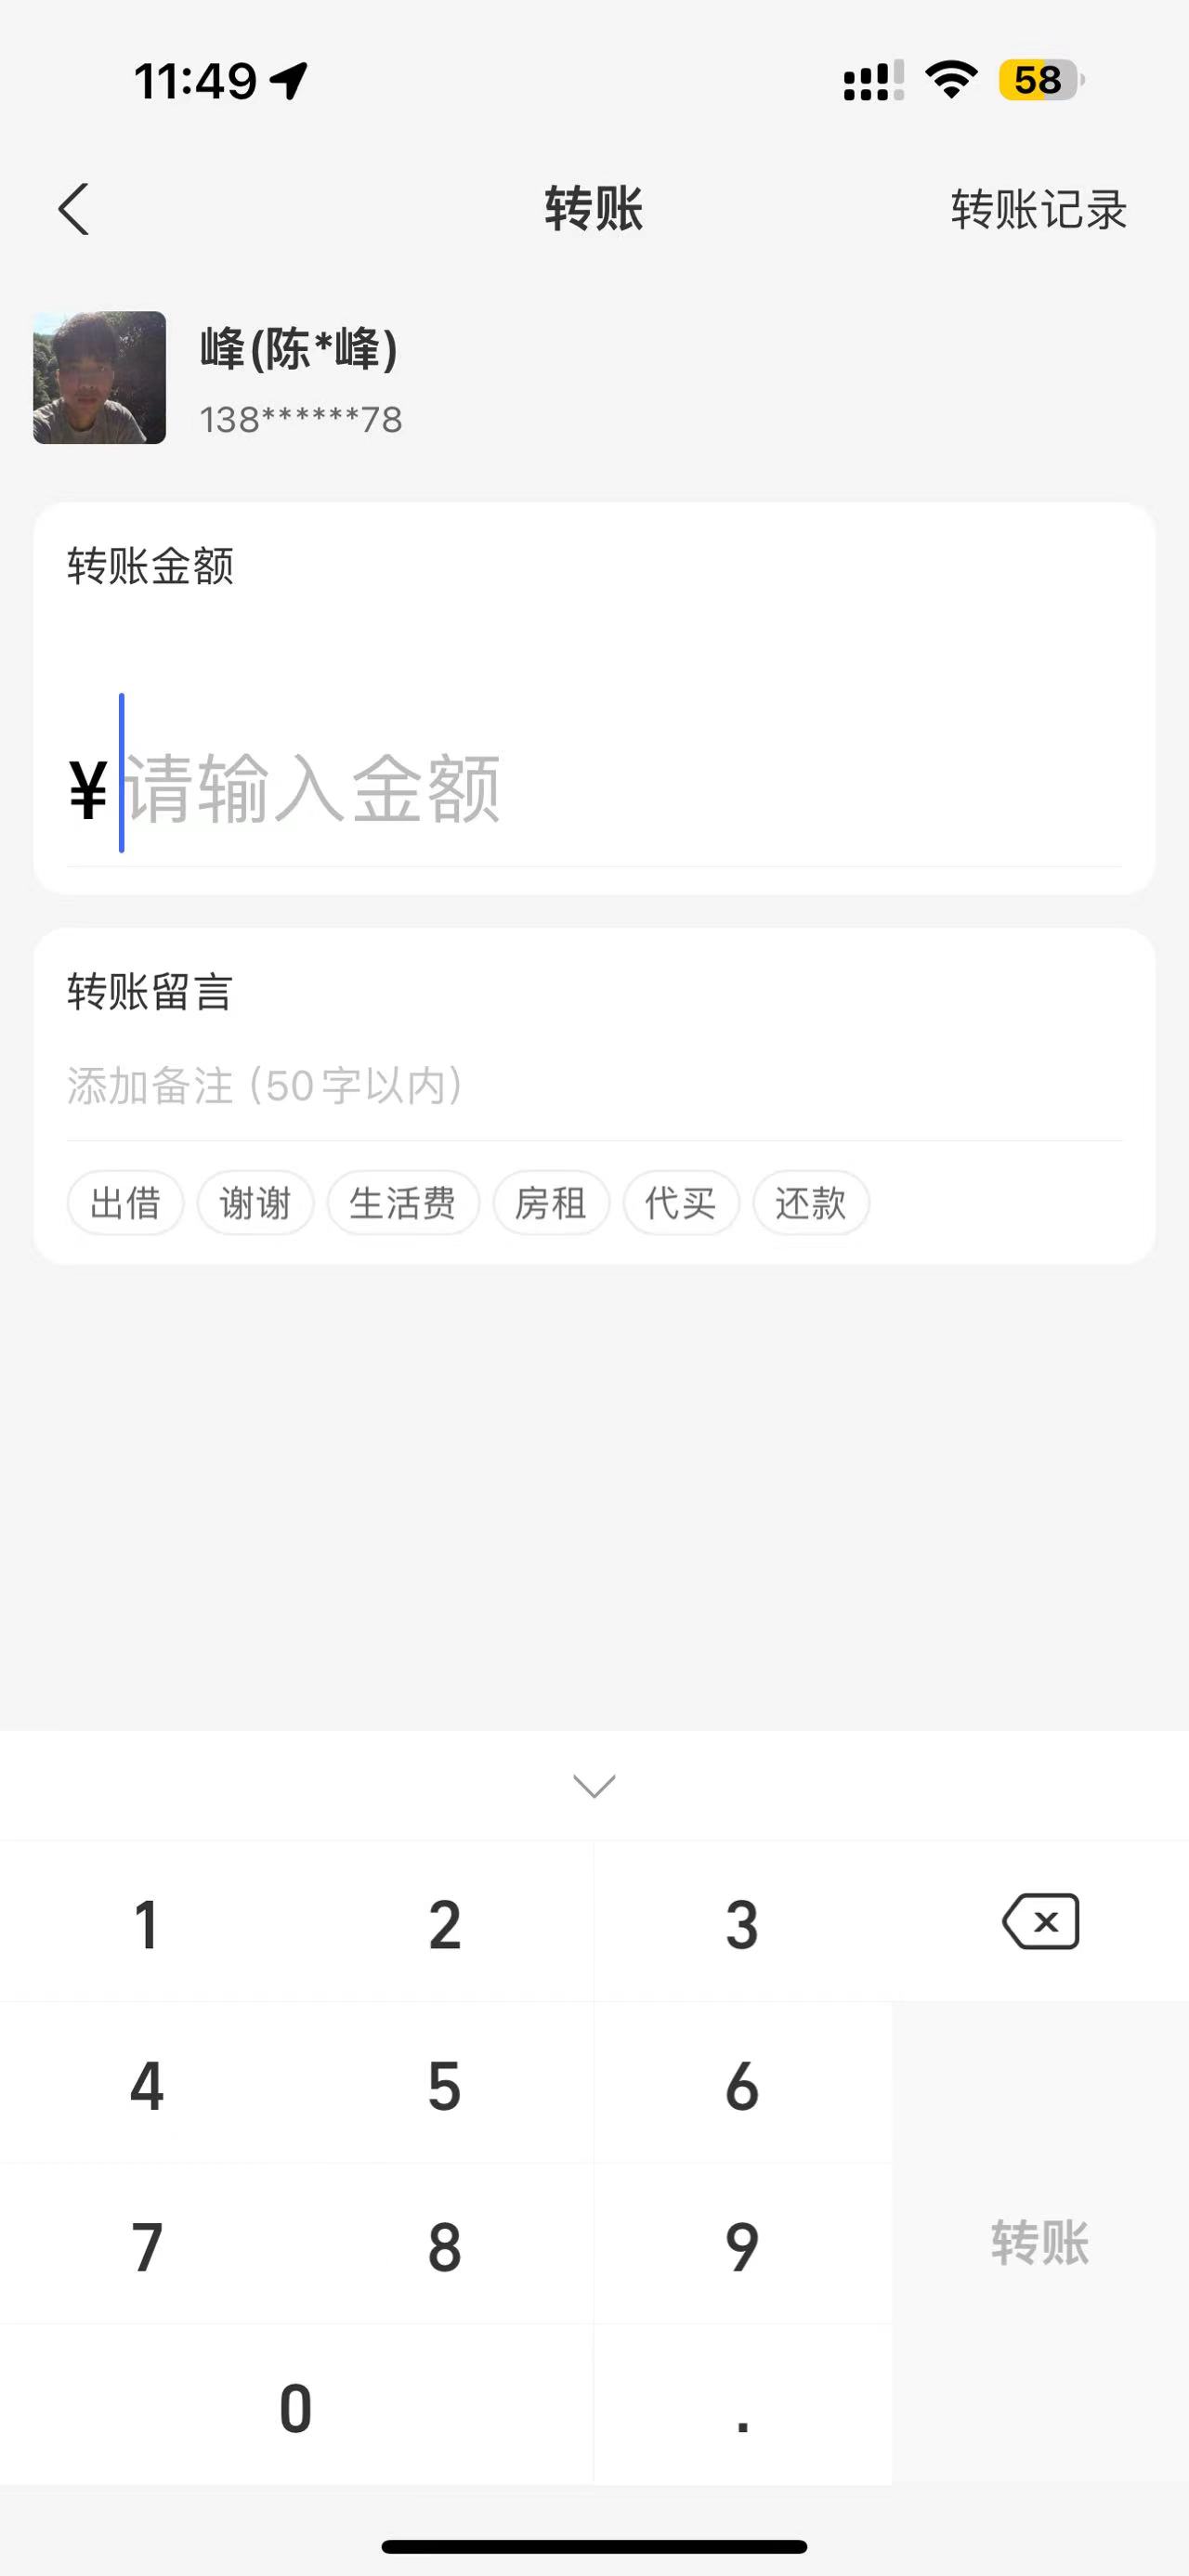 11:49
58
转账
转账记录
峰(陈*峰)
138******78
转账金额
¥ 请输入金额
转账留言
添加备注 (50字以内)
出借 谢谢 生活费 房租 代买 还款
1 2 3
4 5 6
7 8 9
转账
0 .